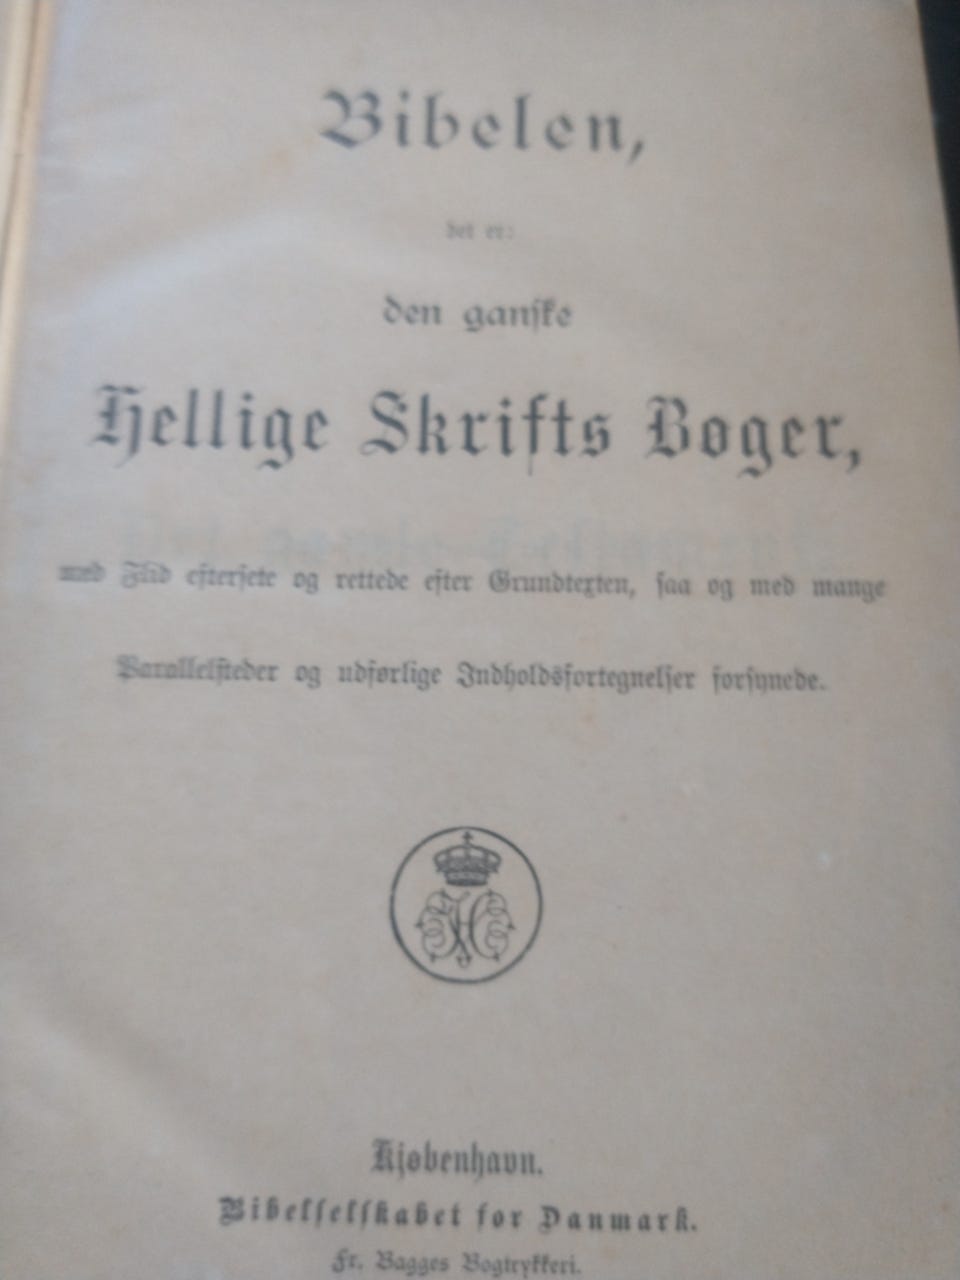 Bibelen,
det er:
den ganske
Hellige Skrifts Bøger,
med Flid eftersete og rettede efter Grundtexten, saa og med mange
Parallelsteder og udførlige Indholdsfortegnelser forsynede.
Kjøbenhavn.
Bibelselskabet for Danmark.
Fr. Bagges Bogtrykkeri.